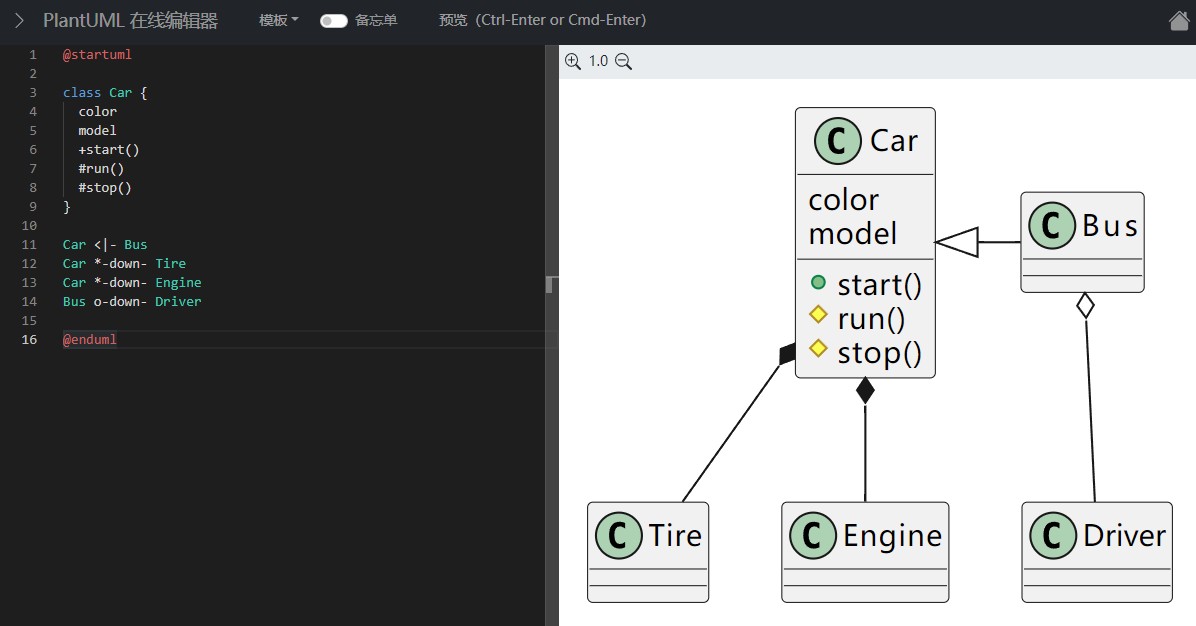 PlantUML 在线编辑器 模板 备忘单 预览（Ctrl-Enter or Cmd-Enter）
1 @startuml
2
3 class Car {
4 color
5 model
6 +start()
7 #run()
8 #stop()
9 }
10
11 Car <|- Bus
12 Car *-down- Tire
13 Car *-down- Engine
14 Bus o-down- Driver
15
16 @enduml
1.0
C Car
color
model
start()
run()
stop()
C Bus
C Tire
C Engine
C Driver